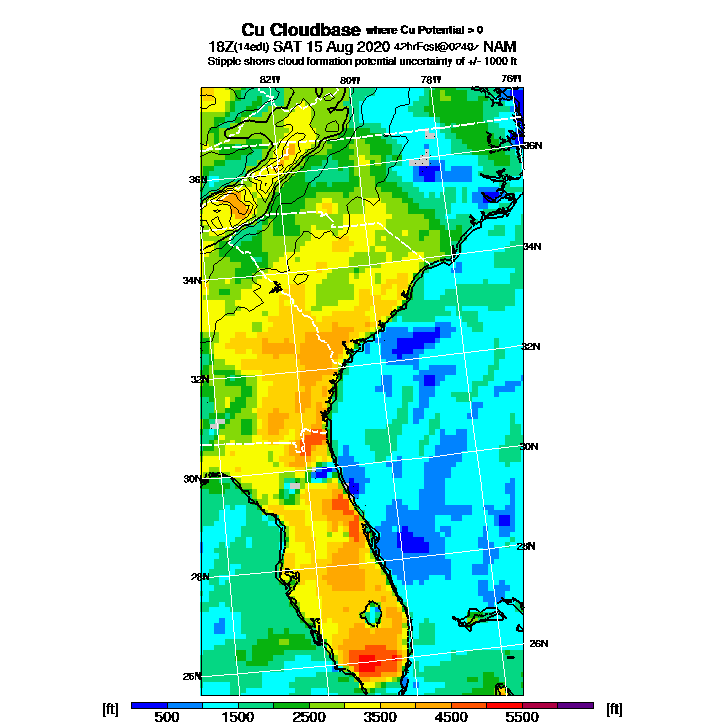 Cu Cloudbase where Cu Potential > 0
18Z(14edt) SAT 15 Aug 2020 42hrFcst@0240z NAM
Stipple shows cloud formation potential uncertainty of +/- 1000 ft
82W 80W 78W 76W
36N
36N
34N
34N
32N
32N
30N
30N
28N
28N
26N
26N
[ft] 500 1500 2500 3500 4500 5500 [ft]